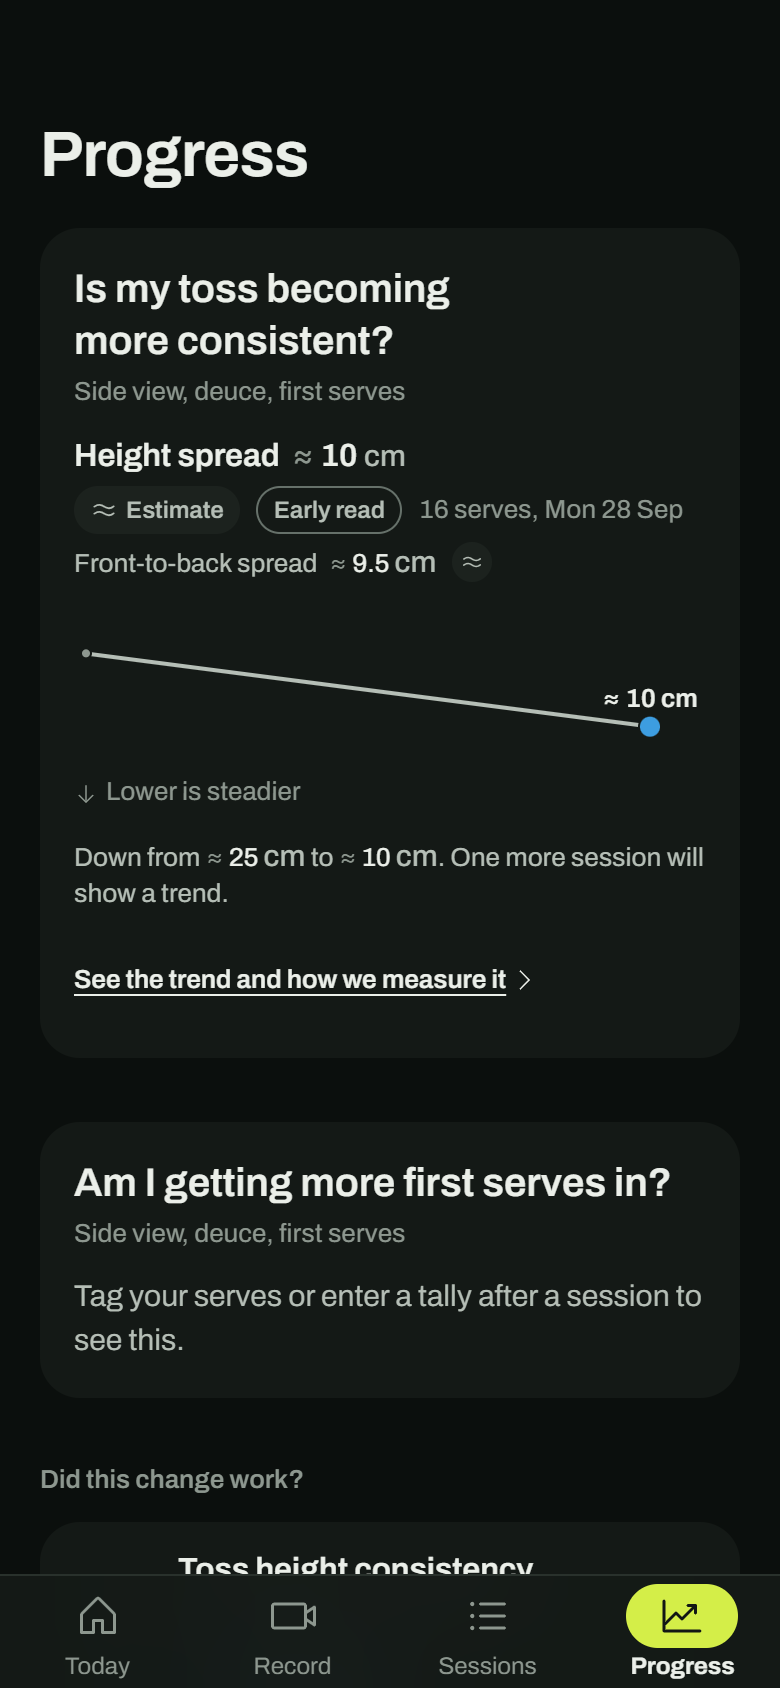 Progress
Is my toss becoming
more consistent?
Side view, deuce, first serves
Height spread ≈ 10 cm
≈ Estimate Early read 16 serves, Mon 28 Sep
Front-to-back spread ≈ 9.5 cm ≈
≈ 10 cm
↓ Lower is steadier
Down from ≈ 25 cm to ≈ 10 cm. One more session will
show a trend.
See the trend and how we measure it
Am I getting more first serves in?
Side view, deuce, first serves
Tag your serves or enter a tally after a session to
see this.
Did this change work?
Toss height consistency
Today Record Sessions Progress